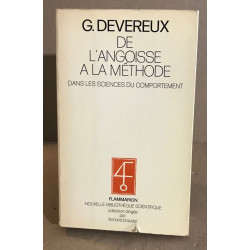 G. DEVEREUX
DE
L'ANGOISSE
A LA MÉTHODE
DANS LES SCIENCES DU COMPORTEMENT
FLAMMARION
NOUVELLE BIBLIOTHÈQUE SCIENTIFIQUE
collection dirigée
par
fernand braudel